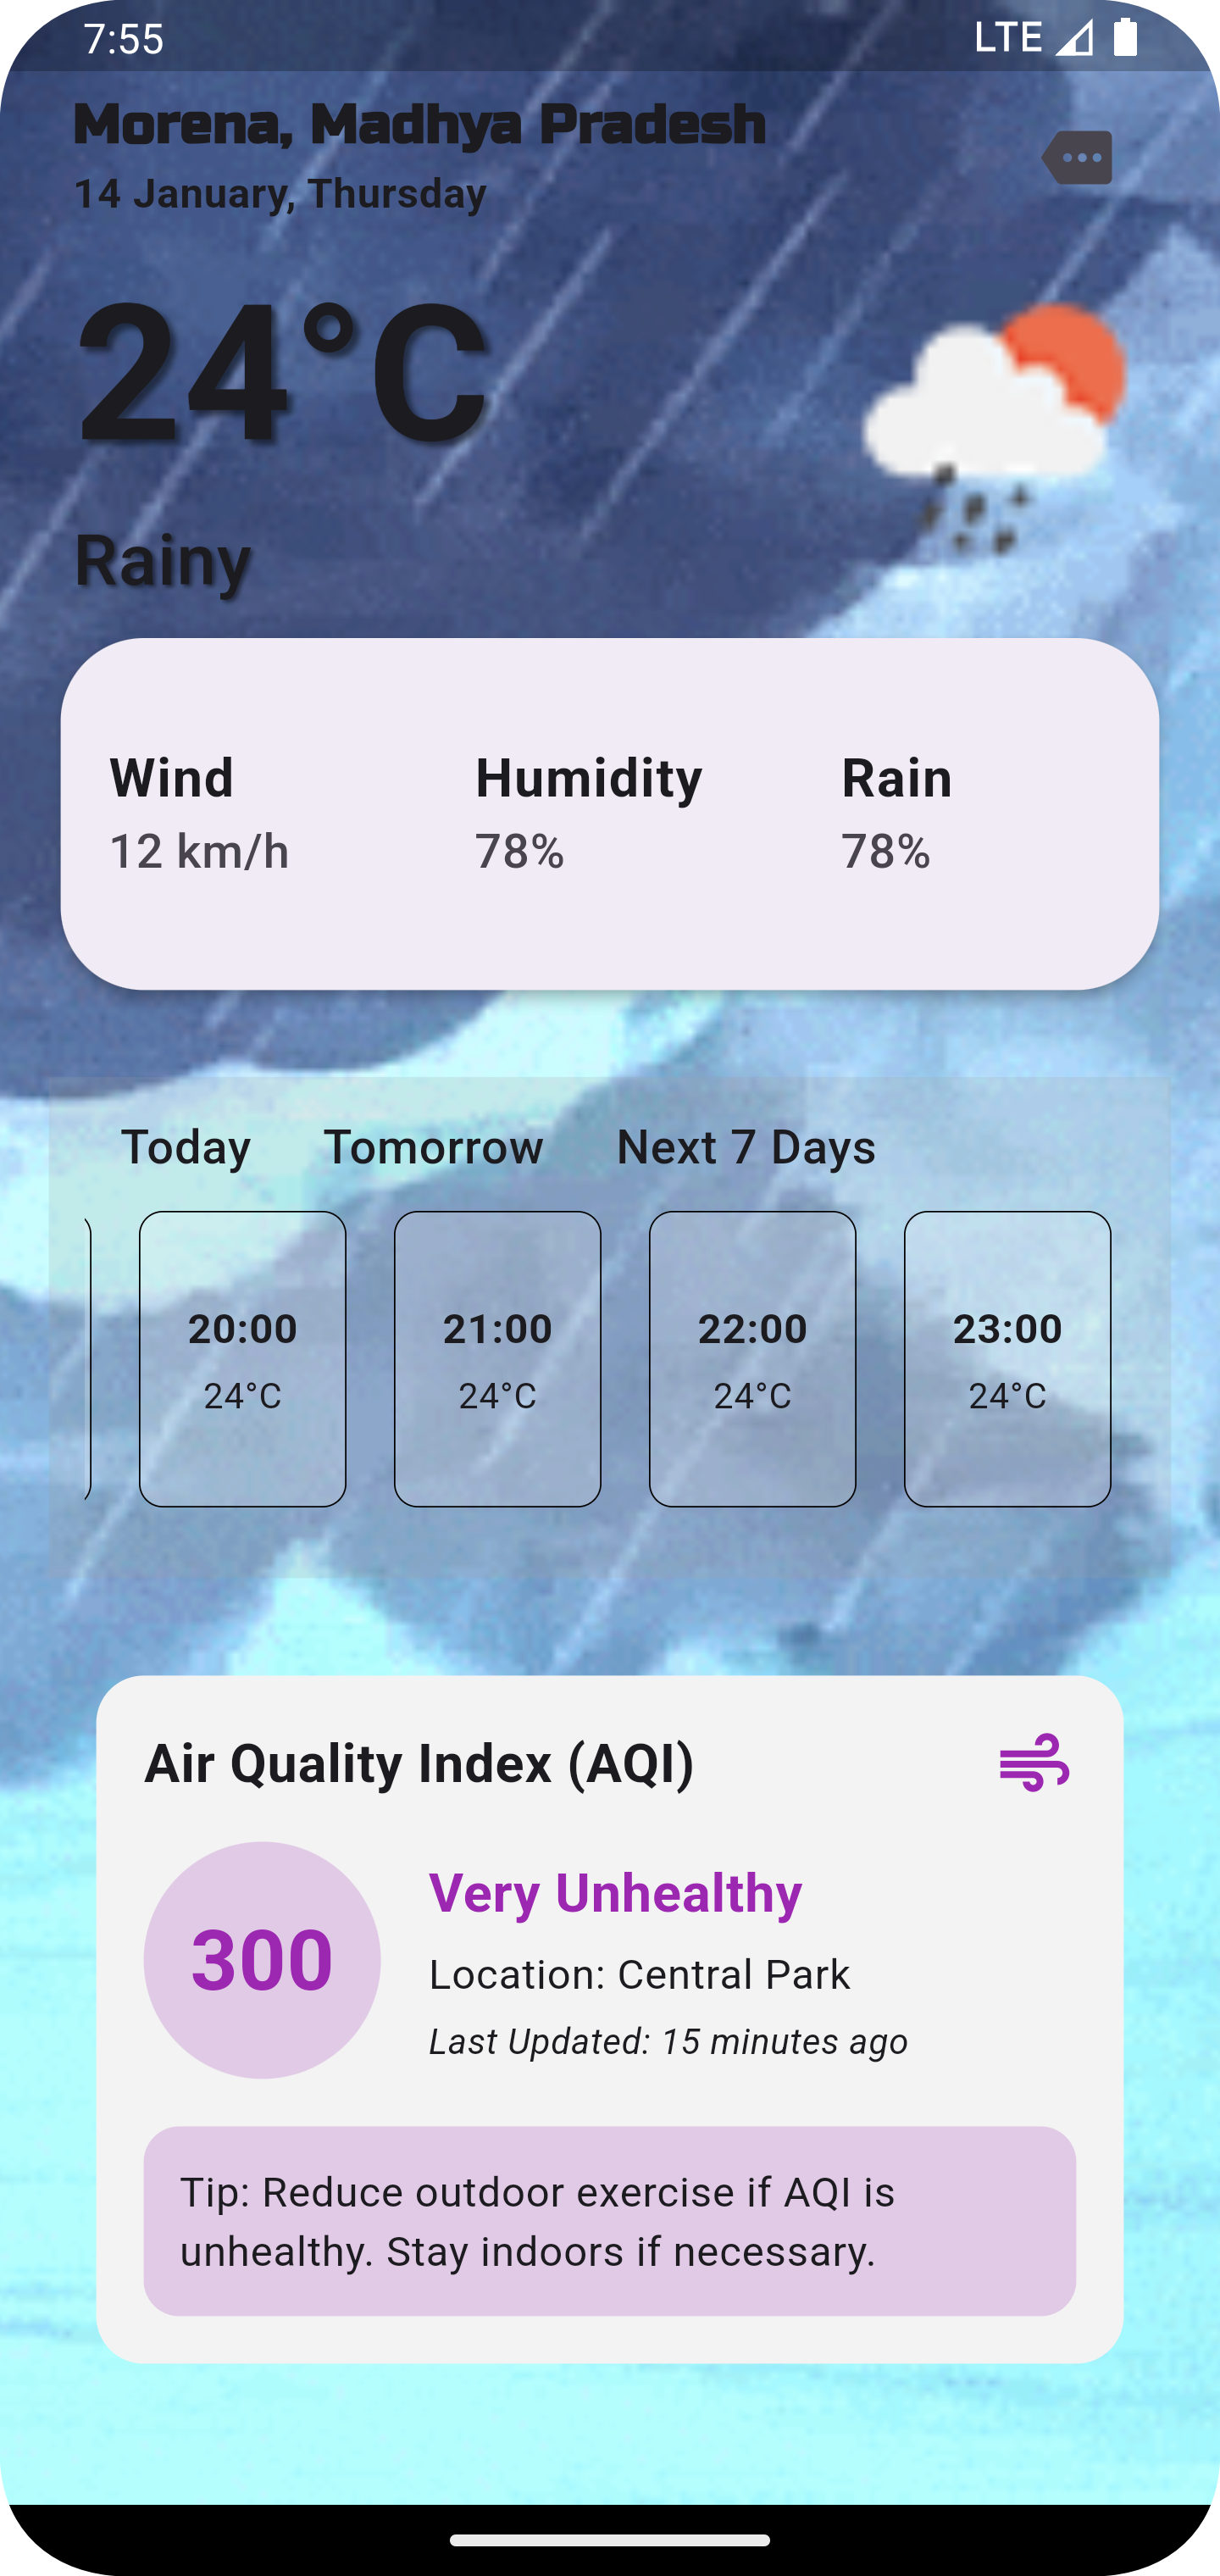 7:55 LTE
Morena, Madhya Pradesh
14 January, Thursday
24°C
Rainy
Wind Humidity Rain
12 km/h 78% 78%
Today Tomorrow Next 7 Days
20:00 21:00 22:00 23:00
24°C 24°C 24°C 24°C
Air Quality Index (AQI)
300
Very Unhealthy
Location: Central Park
Last Updated: 15 minutes ago
Tip: Reduce outdoor exercise if AQI is
unhealthy. Stay indoors if necessary.